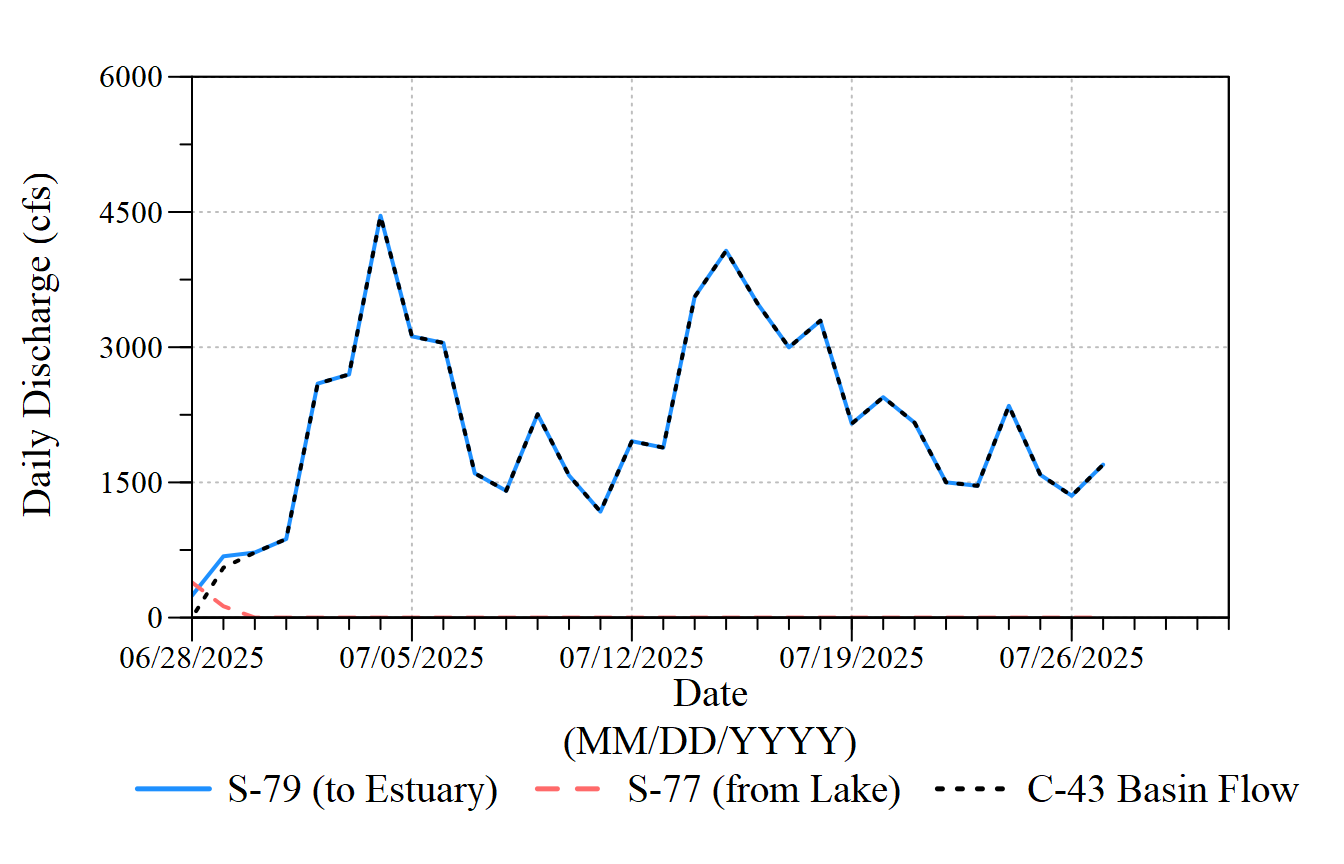 6000
4500
3000
1500
0
Daily Discharge (cfs)
06/28/2025 07/05/2025 07/12/2025 07/19/2025 07/26/2025
Date
(MM/DD/YYYY)
S-79 (to Estuary) S-77 (from Lake) C-43 Basin Flow